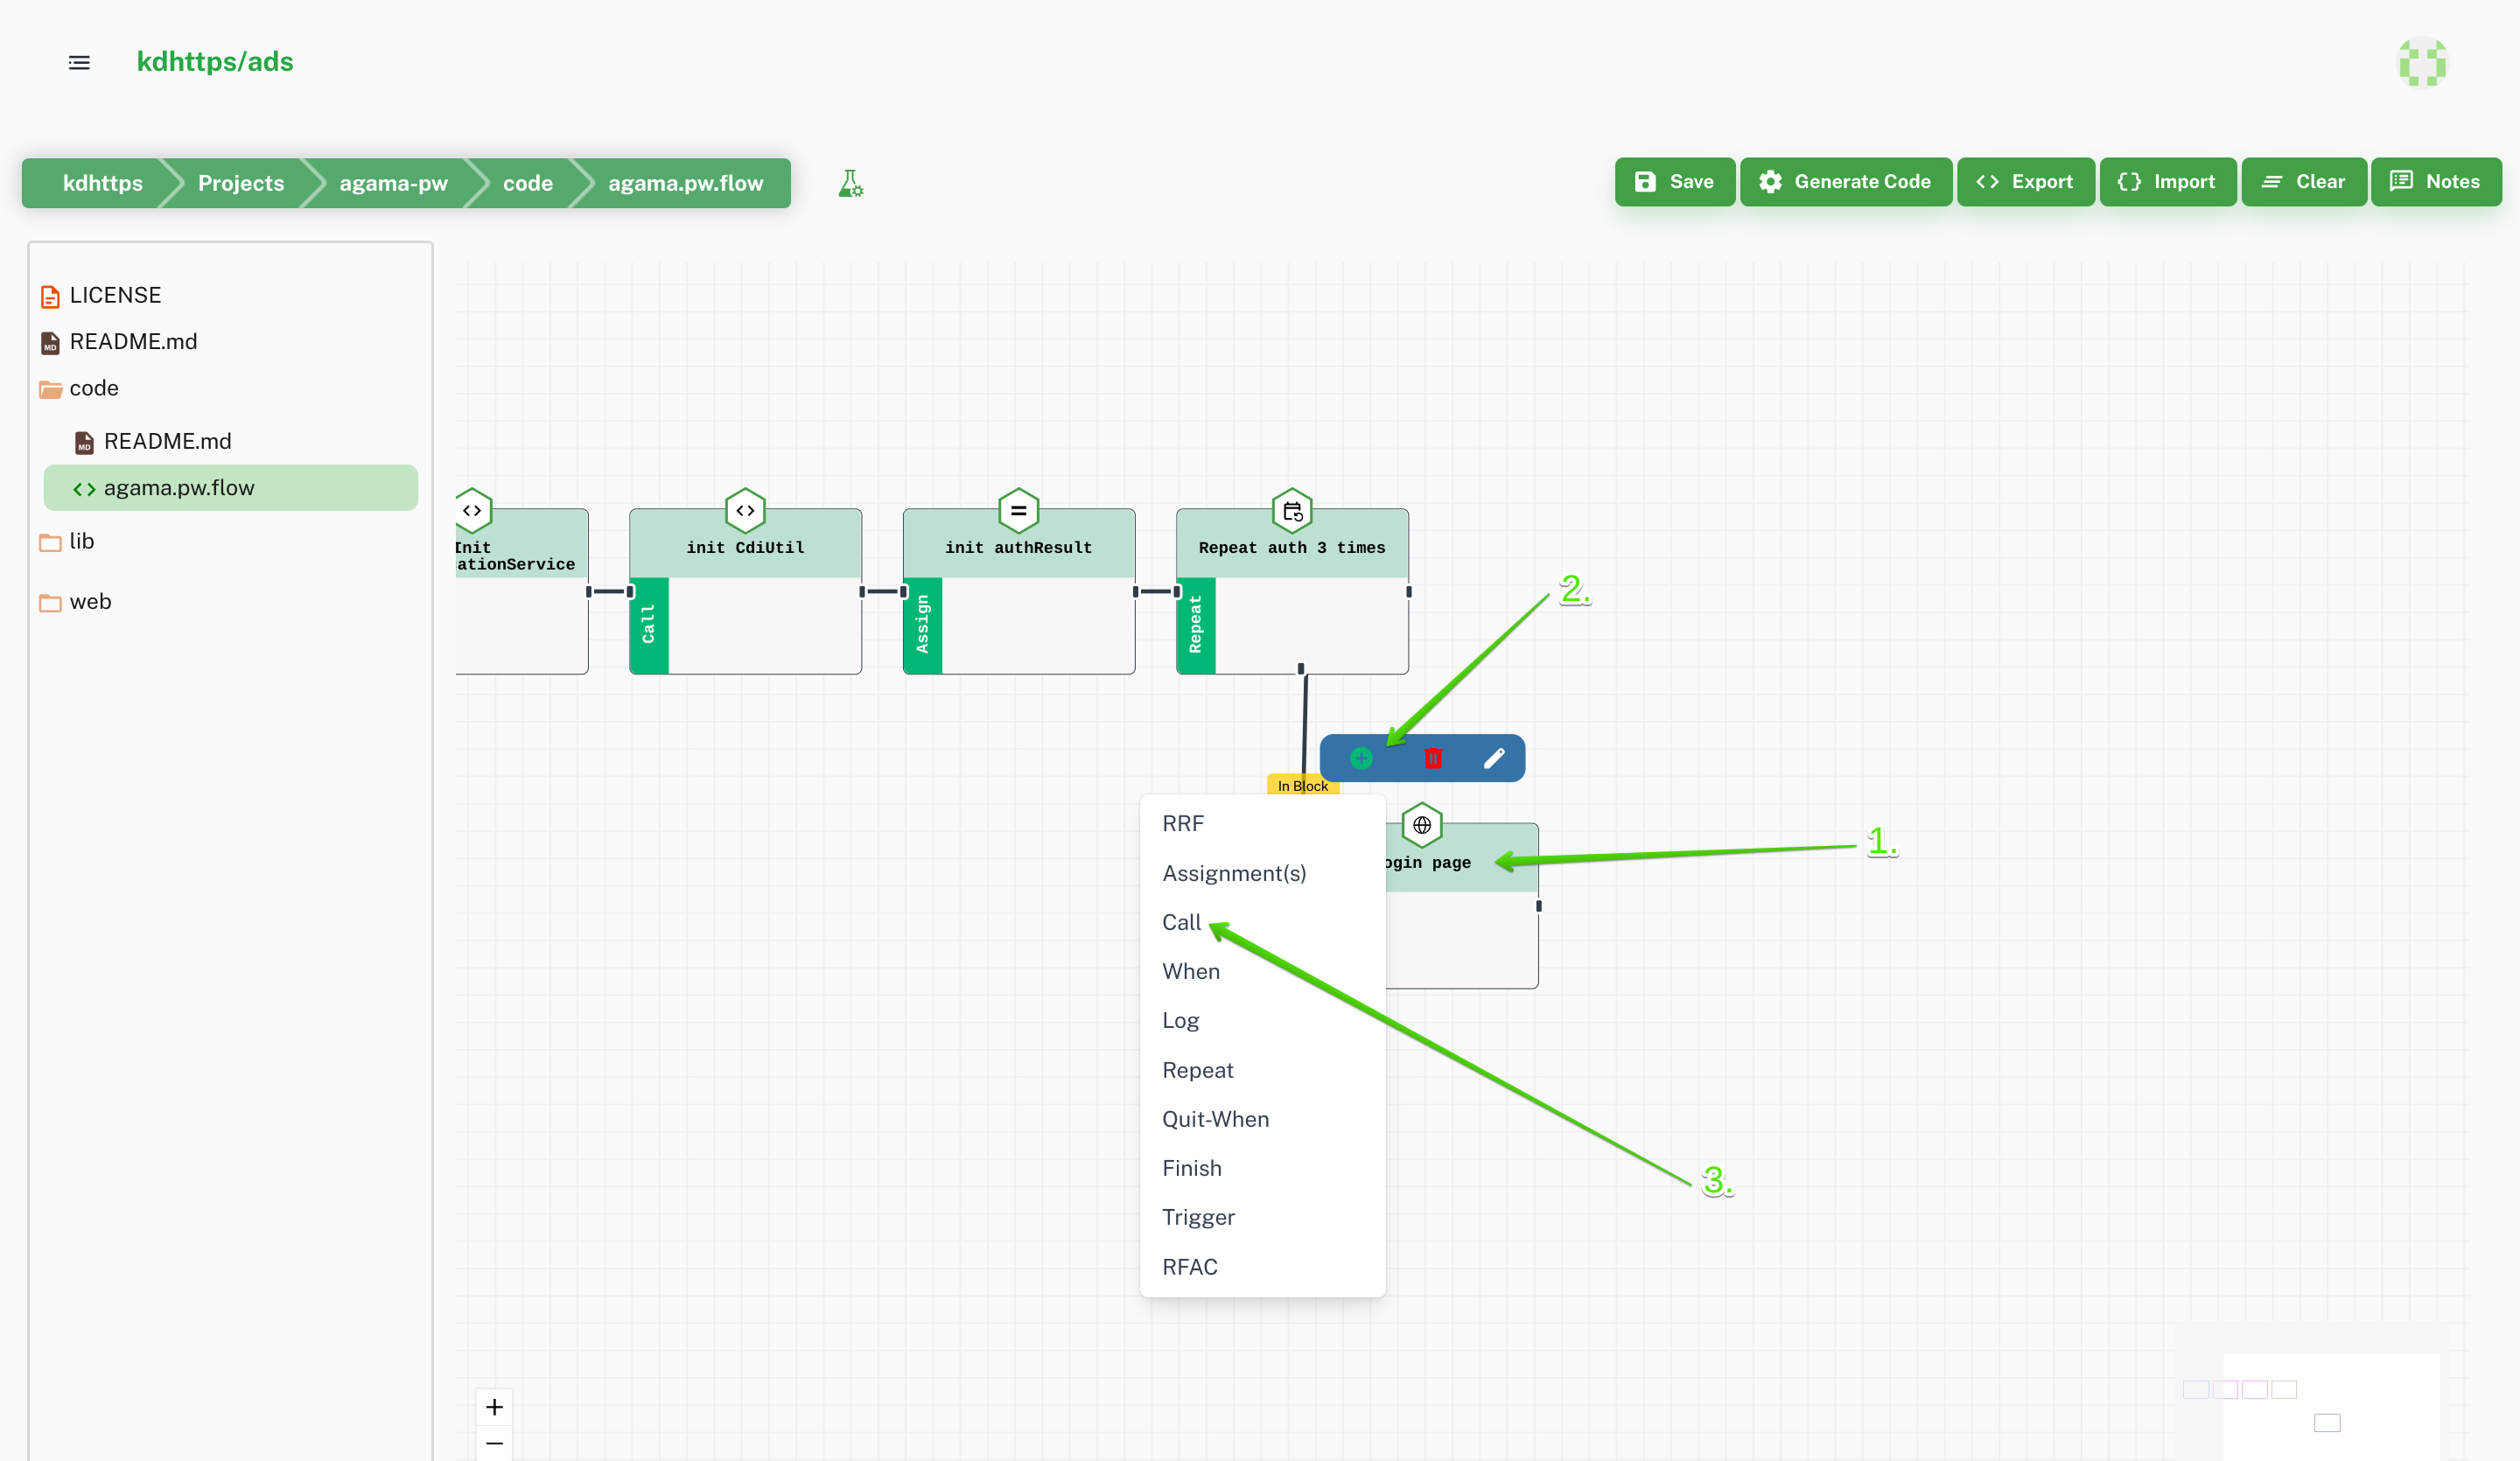 kdhttps/ads
kdhttps
Projects
agama-pw
code
agama.pw.flow
Save
Generate Code
Export
Import
Clear
Notes
LICENSE
README.md
code
README.md
agama.pw.flow
lib
web
Init
ationService
init CdiUtil
Call
init authResult
Assign
Repeat auth 3 times
Repeat
2.
In Block
ogin page
1.
RRF
Assignment(s)
Call
When
Log
Repeat
Quit-When
Finish
Trigger
RFAC
3.